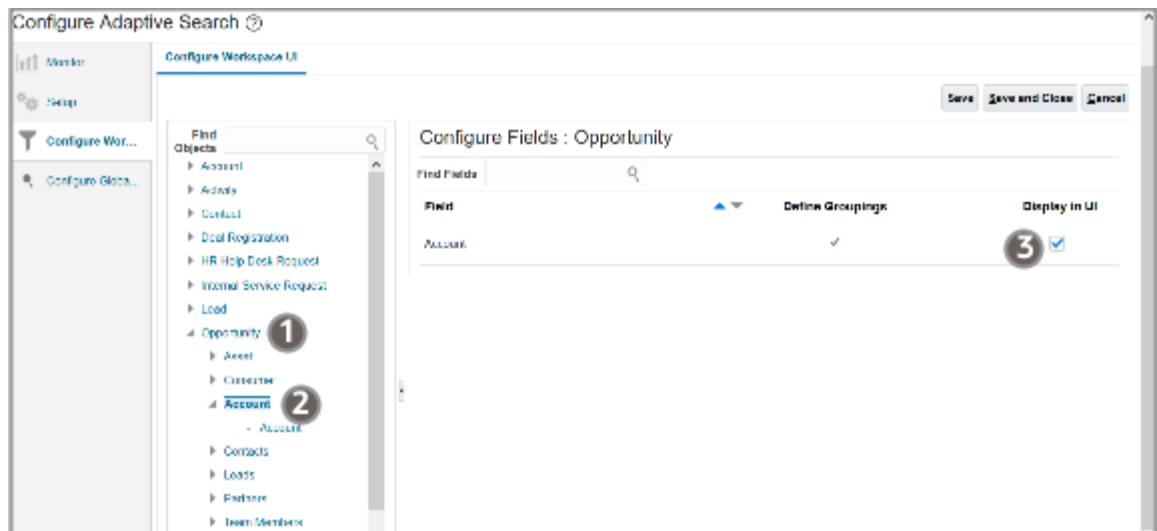 Configure Adaptive Search
Monitor
Setup
Configure Wor...
Configure Globa...
Configure Workspace UI
Save Save and Close Cancel
Find
Objects
Account
Activity
Contact
Deal Registration
HR Help Desk Request
Internal Service Request
Lead
Opportunity 1
Asset
Consumer
Account 2
- Account
Contacts
Leads
Partners
Team Members
Configure Fields : Opportunity
Find Fields
Field Define Groupings Display in UI
Account 3